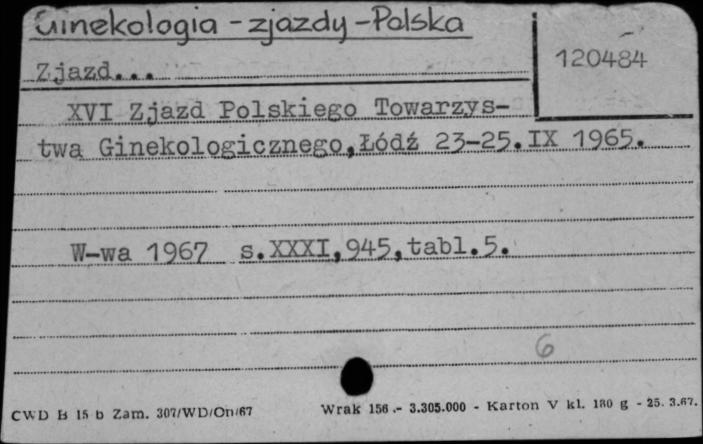 Ginekologia - zjazdy - Polska
120484
Zjazd...
XVI Zjazd Polskiego Towarzys-
twa Ginekologicznego,Łódź 23-25.IX 1965.
W-wa 1967 s.XXXI,945,tabl.5.
6
CWD B 15 b Zam. 307/WD/On/67 Wrak 156.- 3.305.000 - Karton V kl. 180 g - 25.3.67.